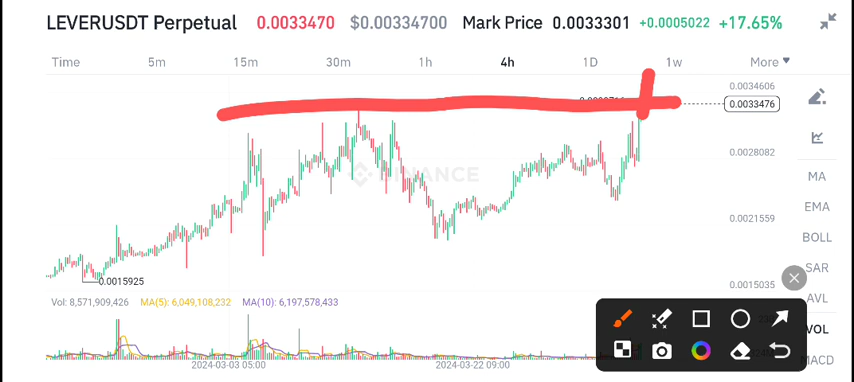 LEVERUSDT Perpetual 0.0033470 $0.00334700 Mark Price 0.0033301 +0.0005022 +17.65%
Time 5m 15m 30m 1h 4h 1D 1w More
0.0034606
0.0033476
0.0028082
BINANCE
MA
EMA
0.0021559
BOLL
SAR
0.0015925
0.0015035
AVL
Vol: 8,571,909,426 MA(5): 6,049,108,232 MA(10): 6,197,578,433
VOL
MACD
2024-03-03 05:00 2024-03-22 09:00